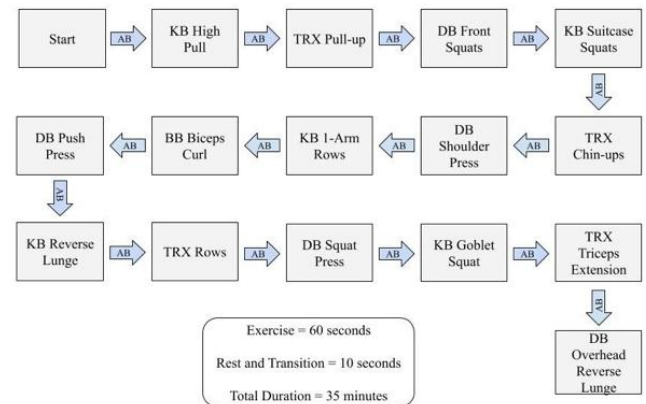 Start
AB
KB High
Pull
AB
TRX Pull-up
AB
DB Front
Squats
AB
KB Suitcase
Squats
AB
TRX
Chin-ups
AB
DB
Shoulder
Press
AB
KB 1-Arm
Rows
AB
BB Biceps
Curl
AB
DB Push
Press
AB
KB Reverse
Lunge
AB
TRX Rows
AB
DB Squat
Press
AB
KB Goblet
Squat
AB
TRX
Triceps
Extension
AB
DB
Overhead
Reverse
Lunge
Exercise = 60 seconds
Rest and Transition = 10 seconds
Total Duration = 35 minutes